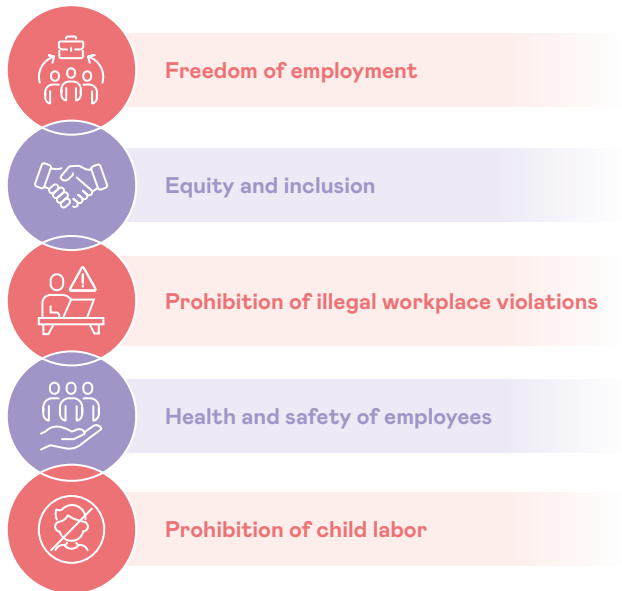 Freedom of employment
Equity and inclusion
Prohibition of illegal workplace violations
Health and safety of employees
Prohibition of child labor